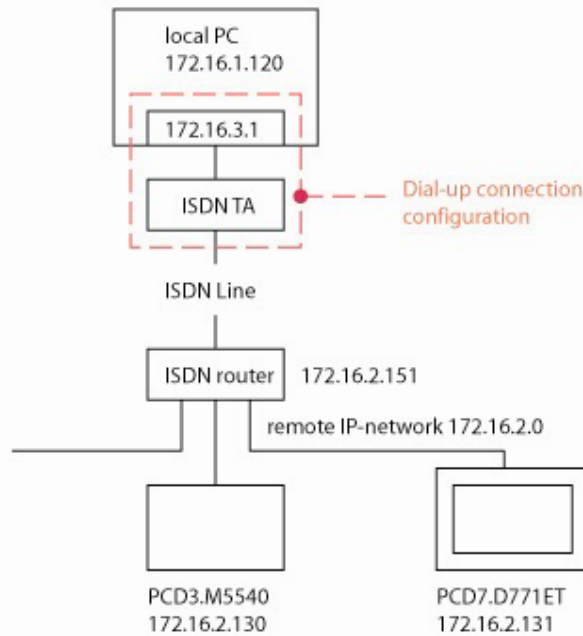 local PC
172.16.1.120
172.16.3.1
ISDN TA
Dial-up connection
configuration
ISDN Line
ISDN router
172.16.2.151
remote IP-network 172.16.2.0
PCD3.M5540
172.16.2.130
PCD7.D771ET
172.16.2.131